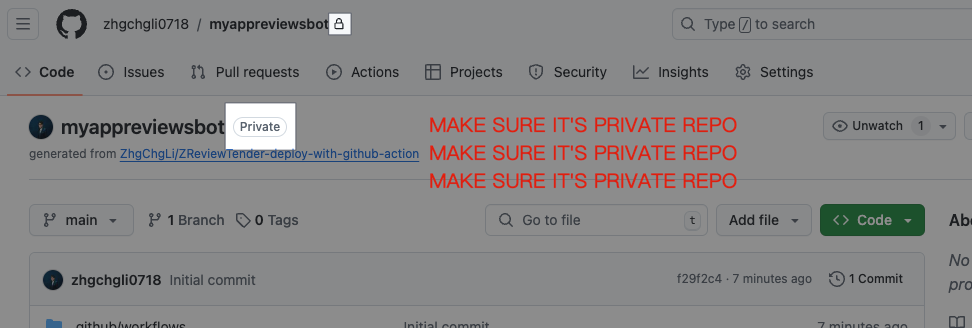 zhgchgli0718 / myappreviewsbot
Type / to search
Code Issues Pull requests Actions Projects Security Insights Settings
myappreviewsbot Private
Unwatch 1
generated from ZhgChgLi/ZReviewTender-deploy-with-github-action
MAKE SURE IT'S PRIVATE REPO
MAKE SURE IT'S PRIVATE REPO
MAKE SURE IT'S PRIVATE REPO
main 1 Branch 0 Tags Go to file t Add file Code
zhgchgli0718 Initial commit f29f2c4 · 7 minutes ago 1 Commit
.github/workflows Initial commit 7 minutes ago
No